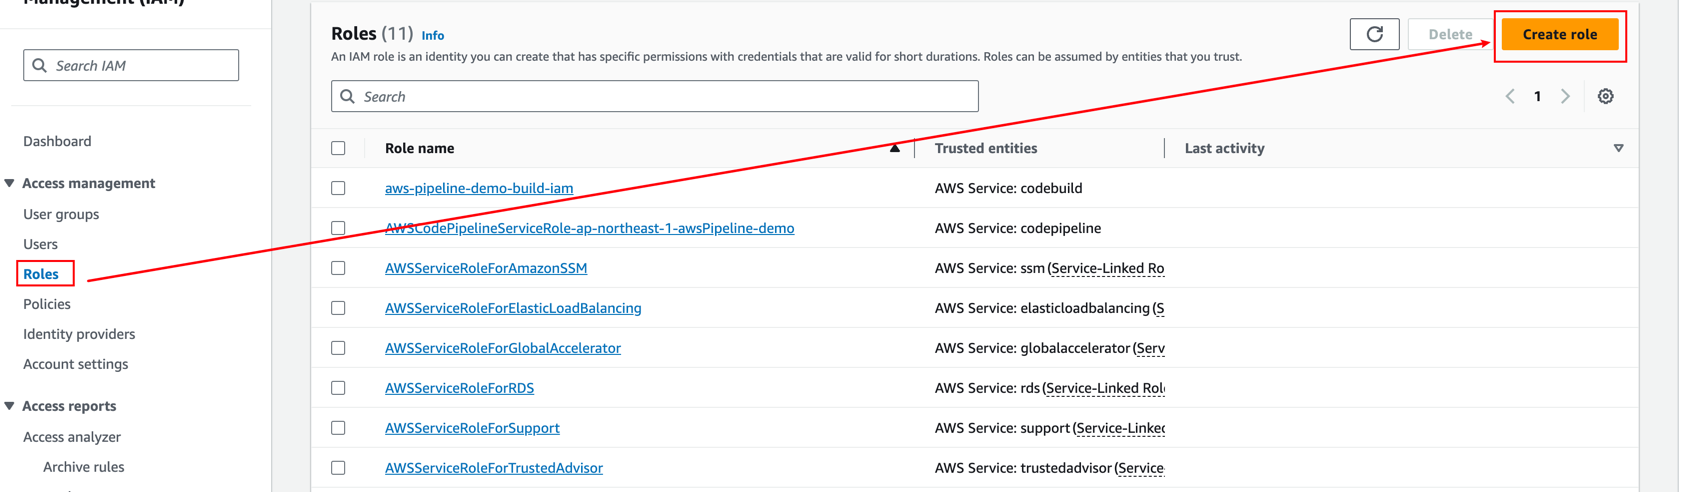 Management (IAM)
Search IAM
Dashboard
Access management
User groups
Users
Roles
Policies
Identity providers
Account settings
Access reports
Access analyzer
Archive rules
Roles (11) Info
Delete
Create role
An IAM role is an identity you can create that has specific permissions with credentials that are valid for short durations. Roles can be assumed by entities that you trust.
Search
1
Role name Trusted entities Last activity
aws-pipeline-demo-build-iam AWS Service: codebuild
AWSCodePipelineServiceRole-ap-northeast-1-awsPipeline-demo AWS Service: codepipeline
AWSServiceRoleForAmazonSSM AWS Service: ssm (Service-Linked Ro
AWSServiceRoleForElasticLoadBalancing AWS Service: elasticloadbalancing (S
AWSServiceRoleForGlobalAccelerator AWS Service: globalaccelerator (Serv
AWSServiceRoleForRDS AWS Service: rds (Service-Linked Role
AWSServiceRoleForSupport AWS Service: support (Service-Linked
AWSServiceRoleForTrustedAdvisor AWS Service: trustedadvisor (Service-